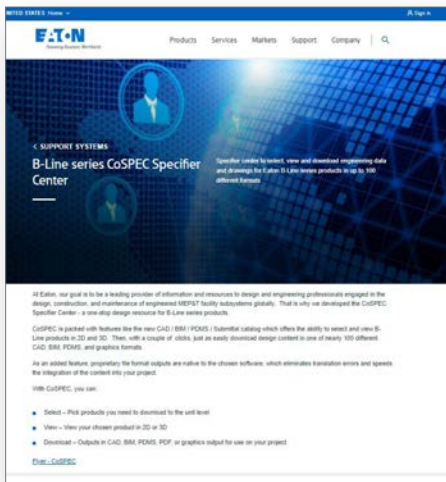 UNITED STATES Home
Sign In
EATON
Powering Business Worldwide
Products Services Markets Support Company
< SUPPORT SYSTEMS
B-Line series CoSPEC Specifier
Center
Specifier center to select, view and download engineering data
and drawings for Eaton B-Line series products in up to 100
different formats
At Eaton, our goal is to be a leading provider of information and resources to design and engineering professionals engaged in the
design, construction, and maintenance of engineered MEP&T facility subsystems globally. That is why we developed the CoSPEC
Specifier Center - a one-stop design resource for B-Line series products.
CoSPEC is packed with features like the new CAD / BIM / PDMS / Submittal catalog which offers the ability to select and view B-
Line products in 2D and 3D. Then, with a couple of clicks, just as easily download design content in one of nearly 100 different
CAD, BIM, PDMS, and graphics formats.
As an added feature, proprietary file format outputs are native to the chosen software, which eliminates translation errors and speeds
the integration of the content into your project.
With CoSPEC, you can:
Select – Pick products you need to download to the unit level
View – View your chosen product in 2D or 3D
Download – Outputs in CAD, BIM, PDMS, PDF, or graphics output for use on your project.
Flyer - CoSPEC